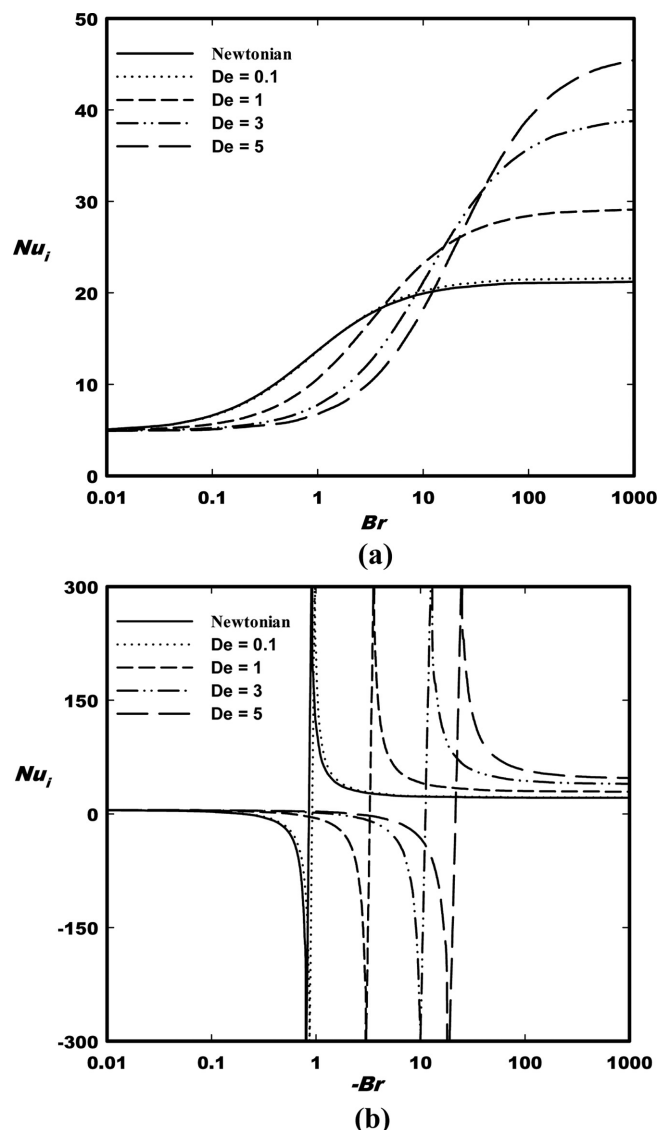 50
40
30
20
10
0
Nu_i
Newtonian
De = 0.1
De = 1
De = 3
De = 5
0.01 0.1 1 10 100 1000
Br
(a)
300
150
0
-150
-300
Nu_i
Newtonian
De = 0.1
De = 1
De = 3
De = 5
0.01 0.1 1 10 100 1000
-Br
(b)